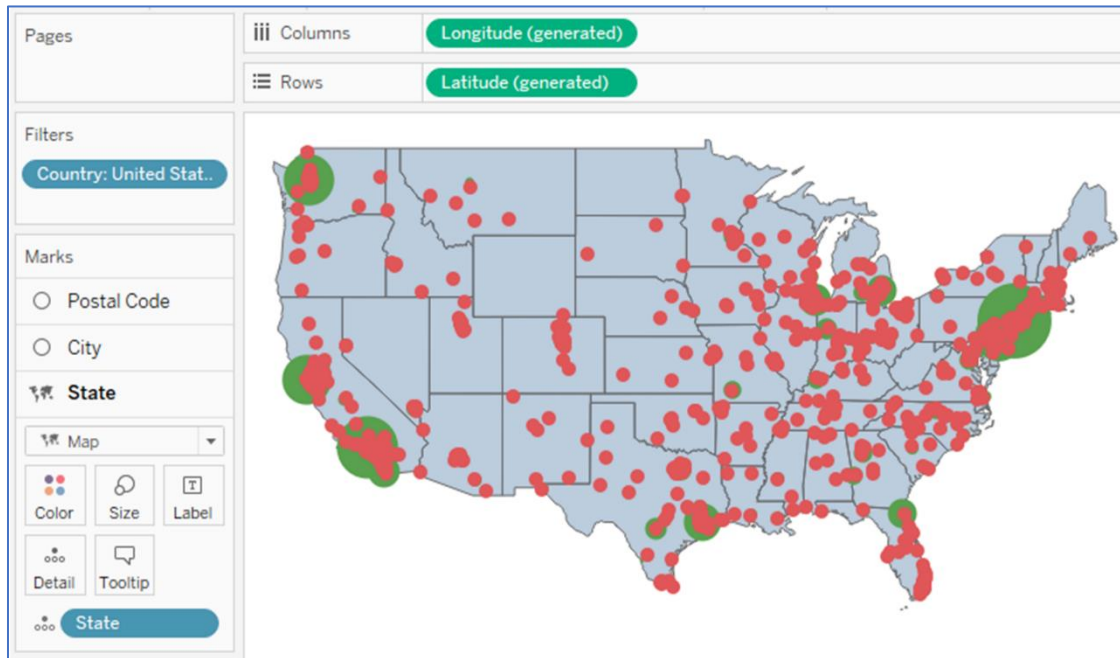 Pages
Columns
Longitude (generated)
Rows
Latitude (generated)
Filters
Country: United Stat..
Marks
Postal Code
City
State
Map
Color
Size
T
Label
Detail
Tooltip
State